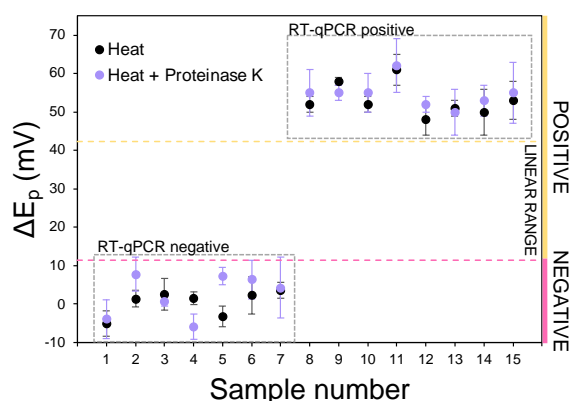 RT-qPCR positive
Heat
Heat + Proteinase K
RT-qPCR negative
70
60
50
40
30
20
10
0
-10
ΔEp (mV)
1 2 3 4 5 6 7 8 9 10 11 12 13 14 15
Sample number
POSITIVE
LINEAR RANGE
NEGATIVE